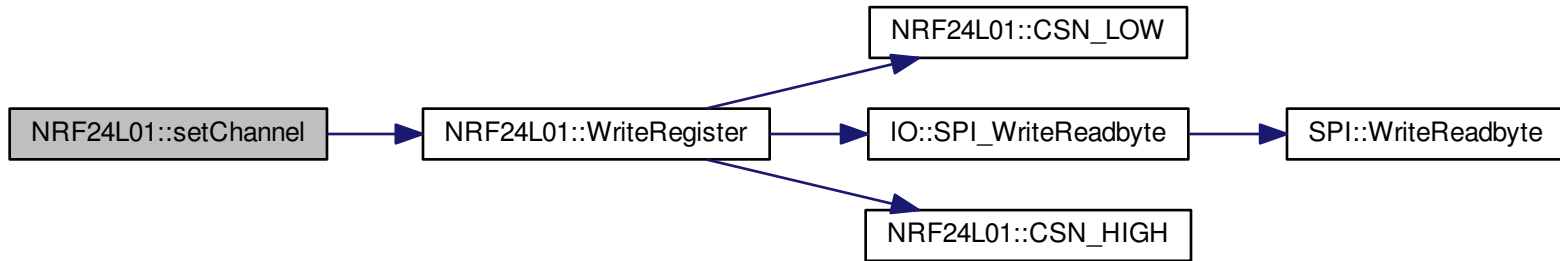 NRF24L01::CSN_LOW
NRF24L01::setChannel
NRF24L01::WriteRegister
IO::SPI_WriteReadbyte
SPI::WriteReadbyte
NRF24L01::CSN_HIGH